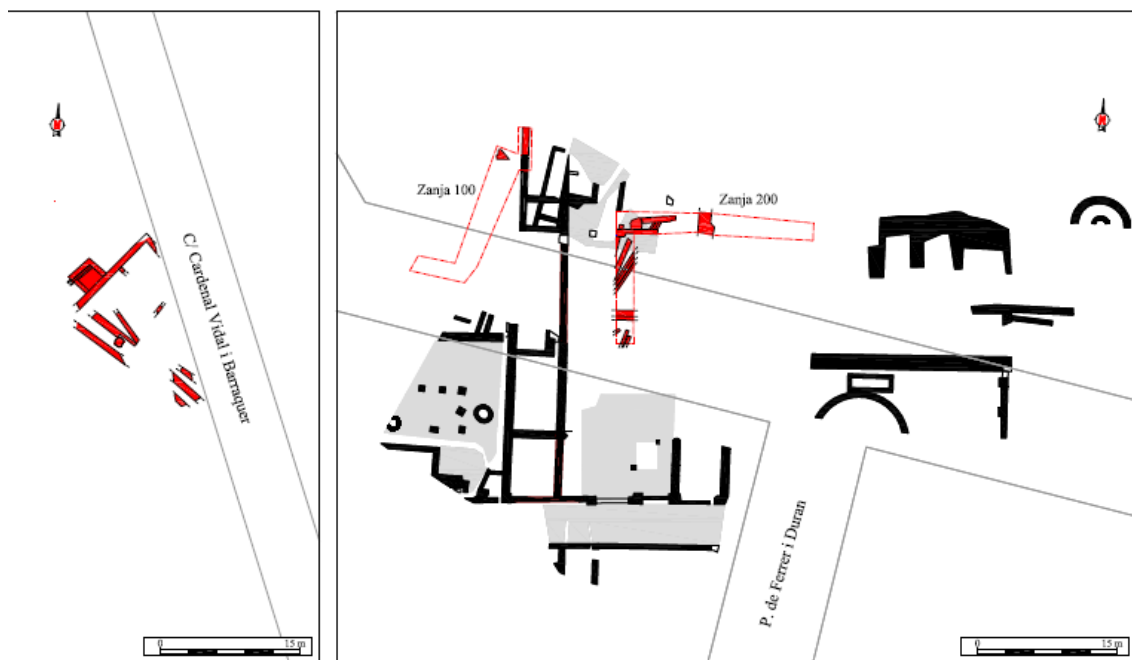 N
C/ Cardenal Vidal i Barraquer
0 15 m
N
Zanja 100
Zanja 200
P. de Ferrer i Duran
0 15 m